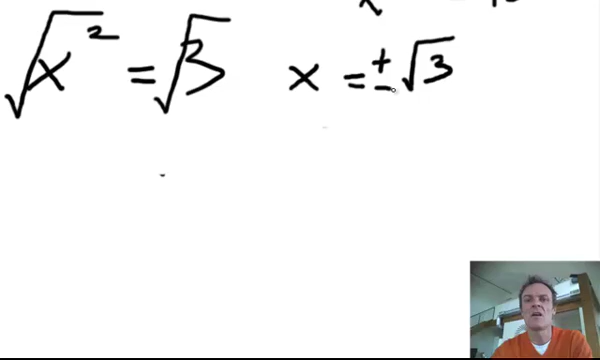 √x² = √3 x = ±√3